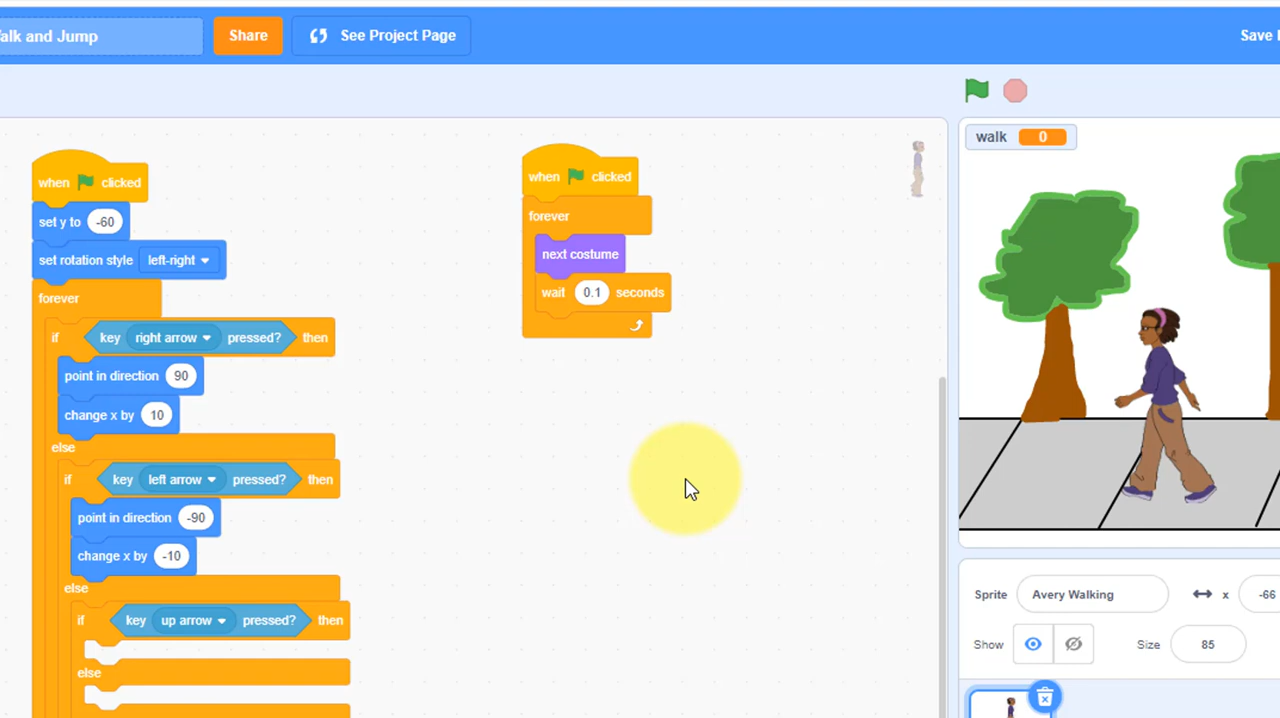 alk and Jump
Share
See Project Page
Save
when clicked
set y to -60
set rotation style left-right
forever
if key right arrow pressed? then
point in direction 90
change x by 10
else
if key left arrow pressed? then
point in direction -90
change x by -10
else
if key up arrow pressed? then
else
when clicked
forever
next costume
wait 0.1 seconds
walk 0
Sprite Avery Walking x -66
Show Size 85